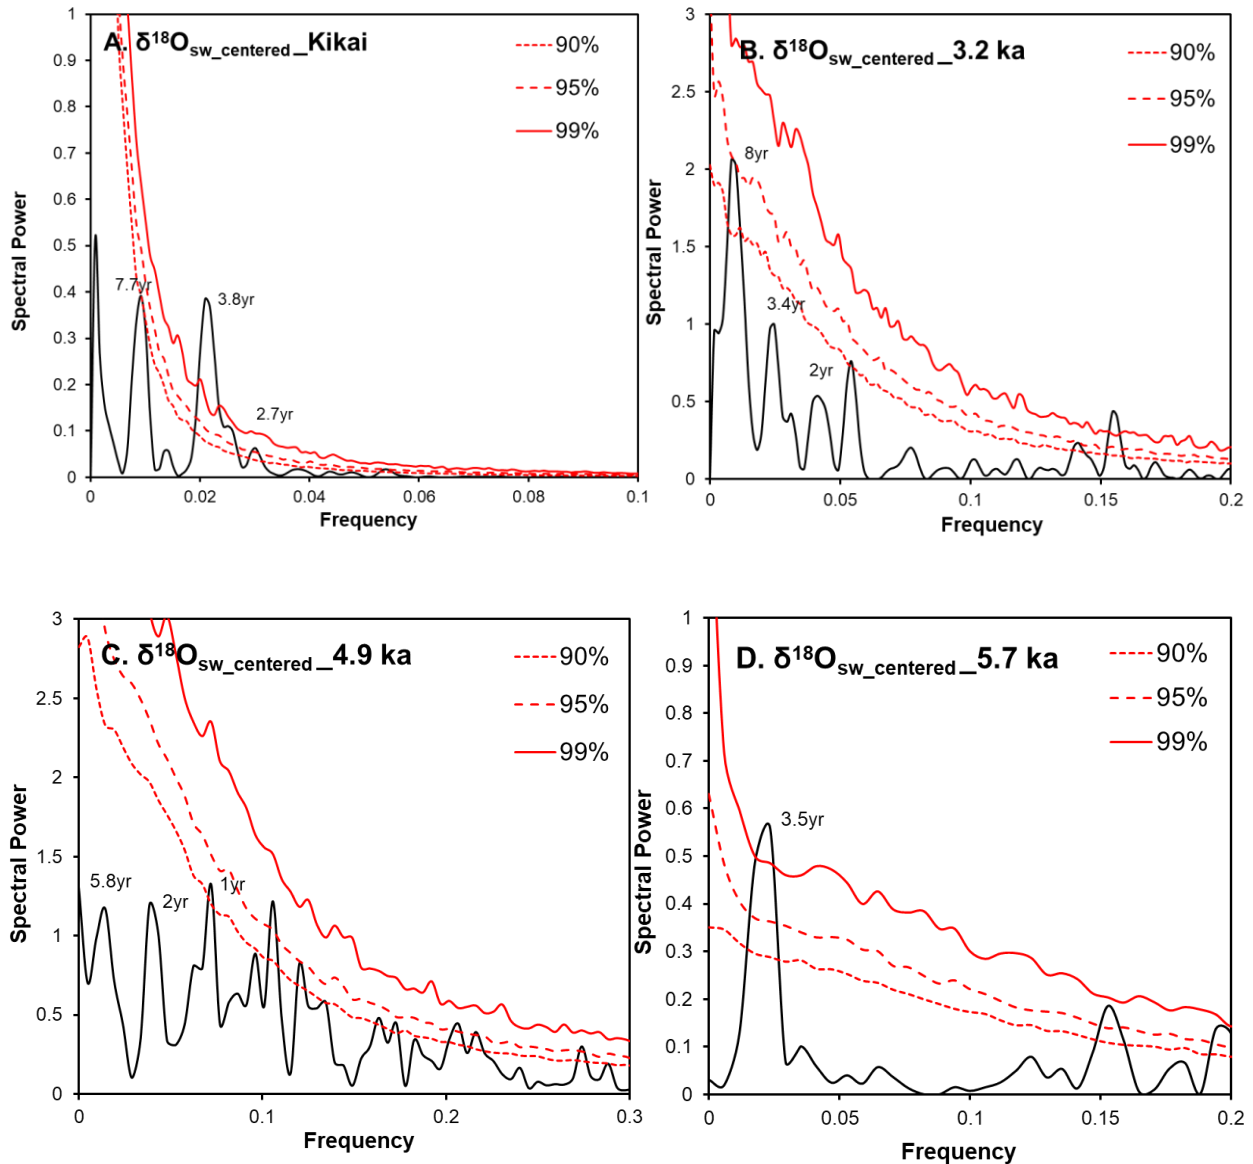 A. δ¹⁸Osw_centered_Kikai
90%
95%
99%
7.7yr
3.8yr
2.7yr
1
0.9
0.8
0.7
0.6
0.5
0.4
0.3
0.2
0.1
0
0 0.02 0.04 0.06 0.08 0.1
Spectral Power
Frequency
B. δ¹⁸Osw_centered_3.2 ka
90%
95%
99%
8yr
3.4yr
2yr
3
2.5
2
1.5
1
0.5
0
0 0.05 0.1 0.15 0.2
Spectral Power
Frequency
C. δ¹⁸Osw_centered_4.9 ka
90%
95%
99%
5.8yr
2yr
1yr
3
2.5
2
1.5
1
0.5
0
0 0.1 0.2 0.3
Spectral Power
Frequency
D. δ¹⁸Osw_centered_5.7 ka
90%
95%
99%
3.5yr
1
0.9
0.8
0.7
0.6
0.5
0.4
0.3
0.2
0.1
0
0 0.05 0.1 0.15 0.2
Spectral Power
Frequency